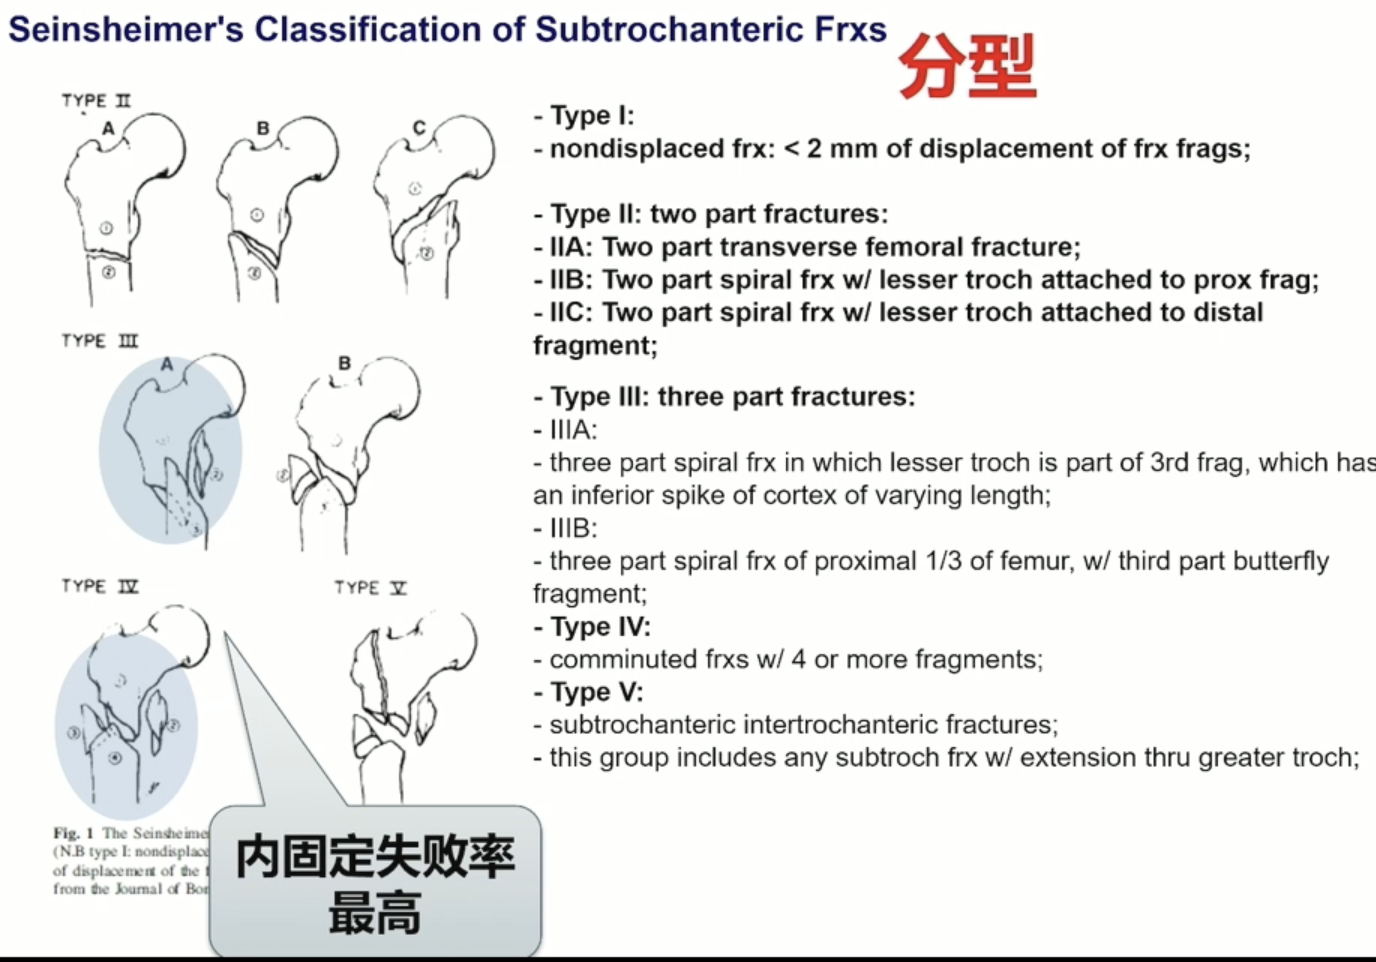 Seinsheimer's Classification of Subtrochanteric Frxs
分型
TYPE II
A
B
C
①
②
①
②
①
②
TYPE III
A
B
②
③
②
TYPE IV
TYPE V
①
③
②
④
Fig. 1 The Seinsheime
(N.B type I: nondisplace
of displacement of the f
from the Journal of Bon
内固定失败率
最高
- Type I:
- nondisplaced frx: < 2 mm of displacement of frx frags;
- Type II: two part fractures:
- IIA: Two part transverse femoral fracture;
- IIB: Two part spiral frx w/ lesser troch attached to prox frag;
- IIC: Two part spiral frx w/ lesser troch attached to distal
fragment;
- Type III: three part fractures:
- IIIA:
- three part spiral frx in which lesser troch is part of 3rd frag, which has
an inferior spike of cortex of varying length;
- IIIB:
- three part spiral frx of proximal 1/3 of femur, w/ third part butterfly
fragment;
- Type IV:
- comminuted frxs w/ 4 or more fragments;
- Type V:
- subtrochanteric intertrochanteric fractures;
- this group includes any subtroch frx w/ extension thru greater troch;